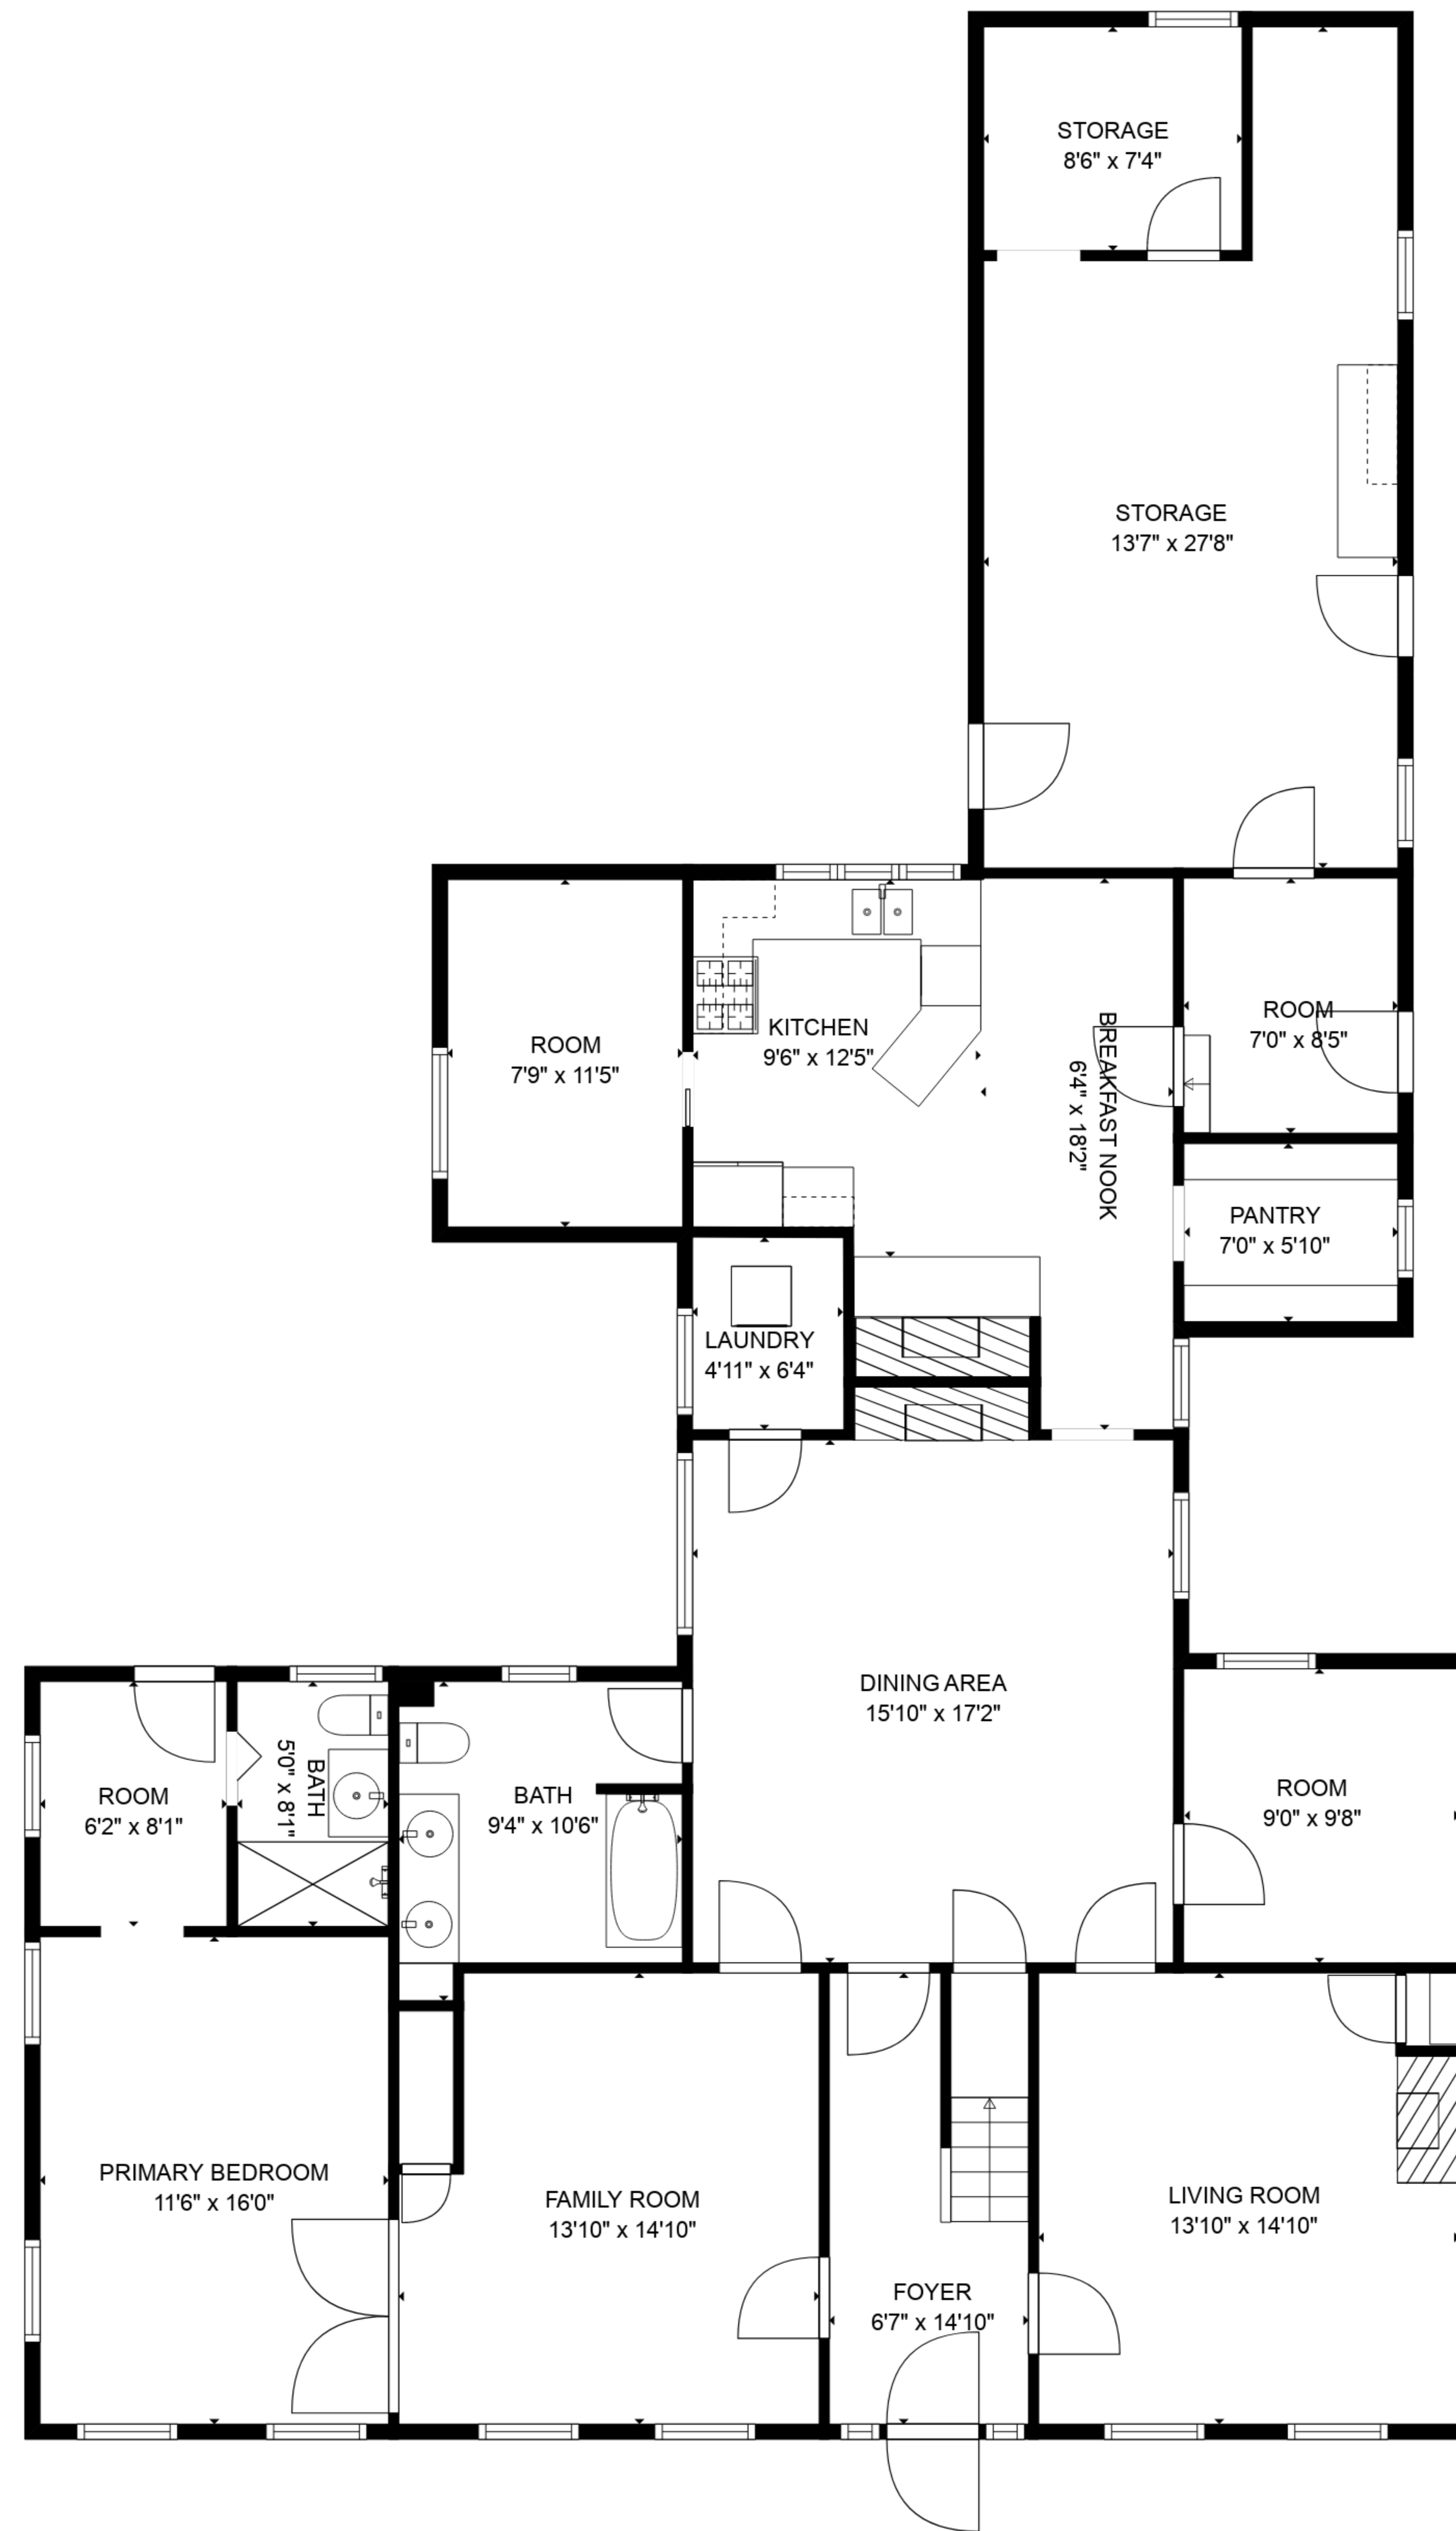 STORAGE
8'6" x 7'4"
STORAGE
13'7" x 27'8"
ROOM
7'9" x 11'5"
KITCHEN
9'6" x 12'5"
BREAKFAST NOOK
6'4" x 18'2"
ROOM
7'0" x 8'5"
PANTRY
7'0" x 5'10"
LAUNDRY
4'11" x 6'4"
DINING AREA
15'10" x 17'2"
ROOM
6'2" x 8'1"
BATH
5'0" x 8'1"
BATH
9'4" x 10'6"
ROOM
9'0" x 9'8"
PRIMARY BEDROOM
11'6" x 16'0"
FAMILY ROOM
13'10" x 14'10"
FOYER
6'7" x 14'10"
LIVING ROOM
13'10" x 14'10"